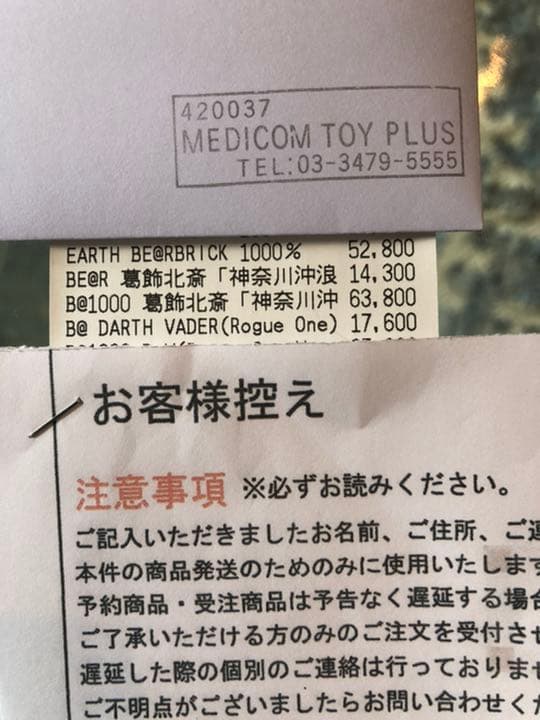 420037
MEDICOM TOY PLUS
TEL:03-3479-5555
EARTH BE@RBRICK 1000% 52,800
BE@R 葛飾北斎「神奈川沖浪 14,300
B@1000 葛飾北斎「神奈川沖 63,800
B@ DARTH VADER(Rogue One) 17,600
お客様控え
注意事項 ※必ずお読みください。
ご記入いただきましたお名前、ご住所、ご連
本件の商品発送のためのみに使用いたします
予約商品・受注商品は予告なく遅延する場合
ご了承いただける方のみのご注文を受付させ
遅延した際の個別のご連絡は行っておりませ
ご不明点がございましたらお問い合わせくだ